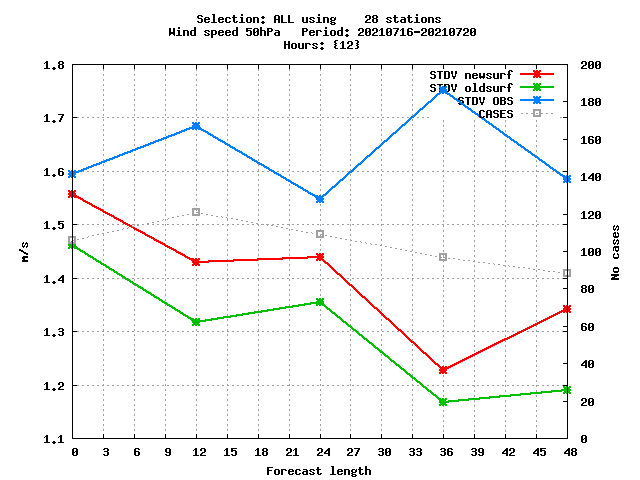 Selection: ALL using    28 stations
Wind speed 50hPa   Period: 20210716-20210720
Hours: {12}
1.8
1.7
1.6
1.5
1.4
1.3
1.2
1.1
m/s
STDV newsurf
STDV oldsurf
STDV OBS
CASES
200
180
160
140
120
100
80
60
40
20
0
No cases
0 3 6 9 12 15 18 21 24 27 30 33 36 39 42 45 48
Forecast length